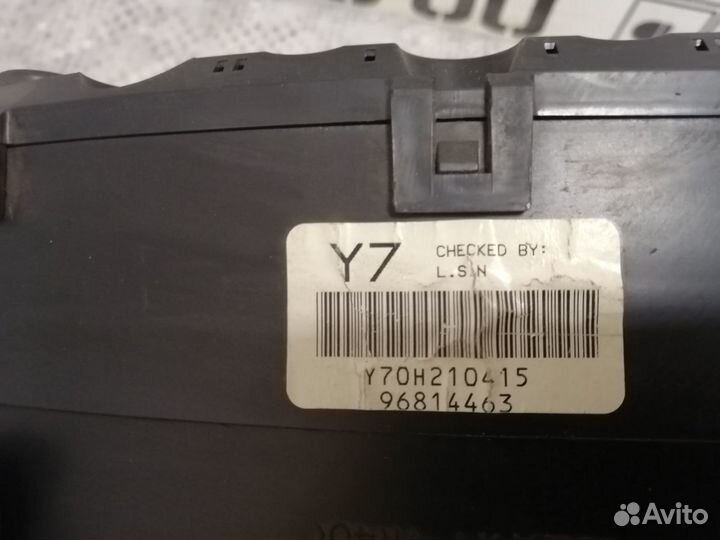 Y7 CHECKED BY:
L.S.N
Y70H210415
96814463
Avito